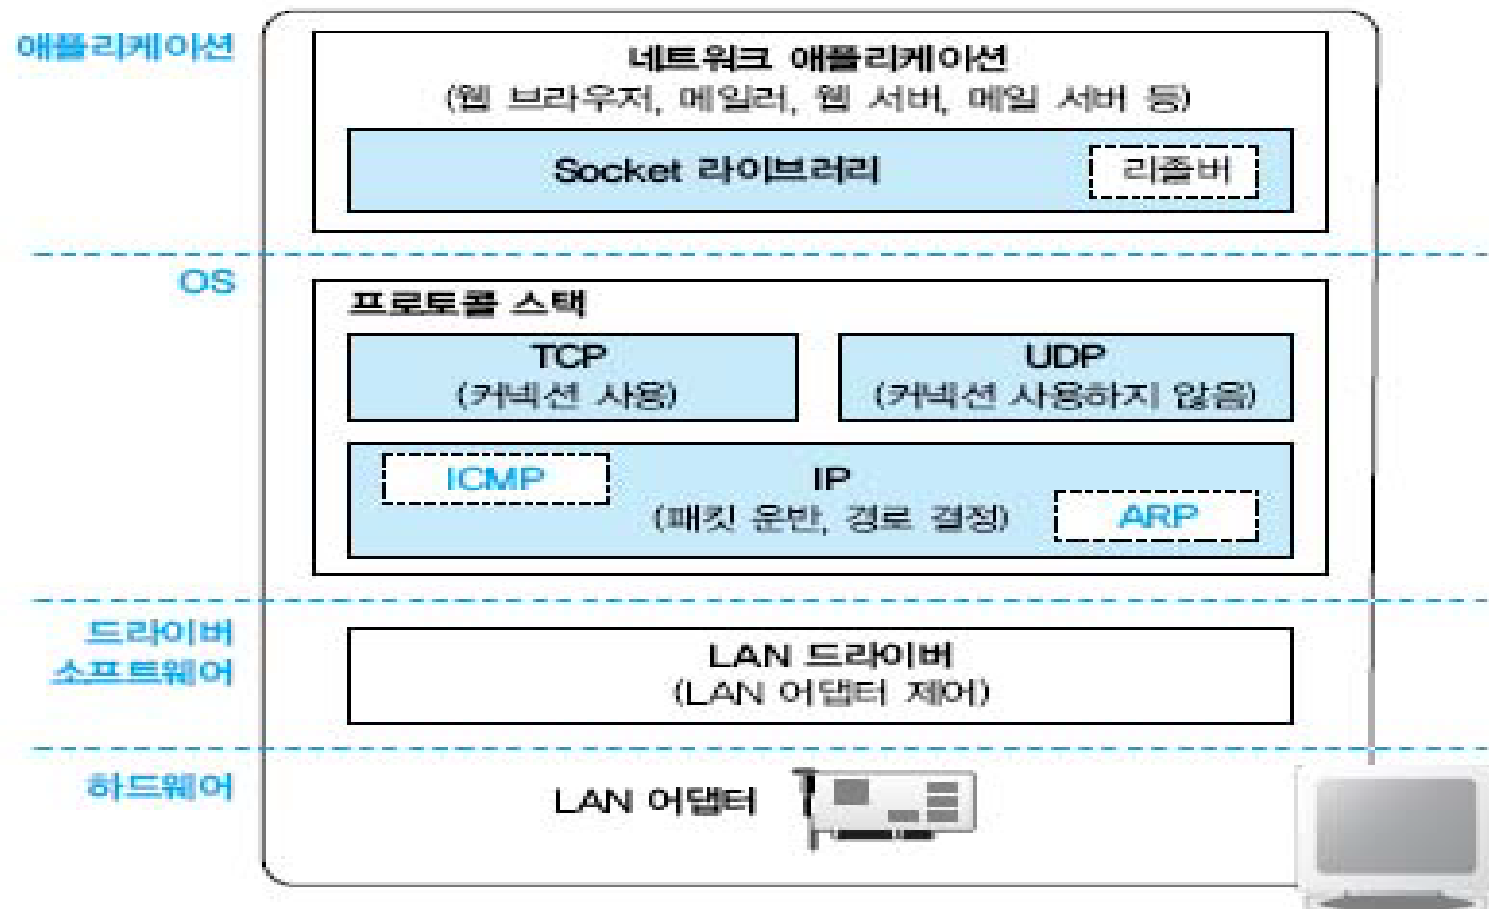 애플리케이션
네트워크 애플리케이션
(웹 브라우저, 메일러, 웹 서버, 메일 서버 등)
Socket 라이브러리
리졸버
OS
프로토콜 스택
TCP
(커넥션 사용)
UDP
(커넥션 사용하지 않음)
ICMP
IP
(패킷 운반, 경로 결정)
ARP
드라이버
소프트웨어
LAN 드라이버
(LAN 어댑터 제어)
하드웨어
LAN 어댑터